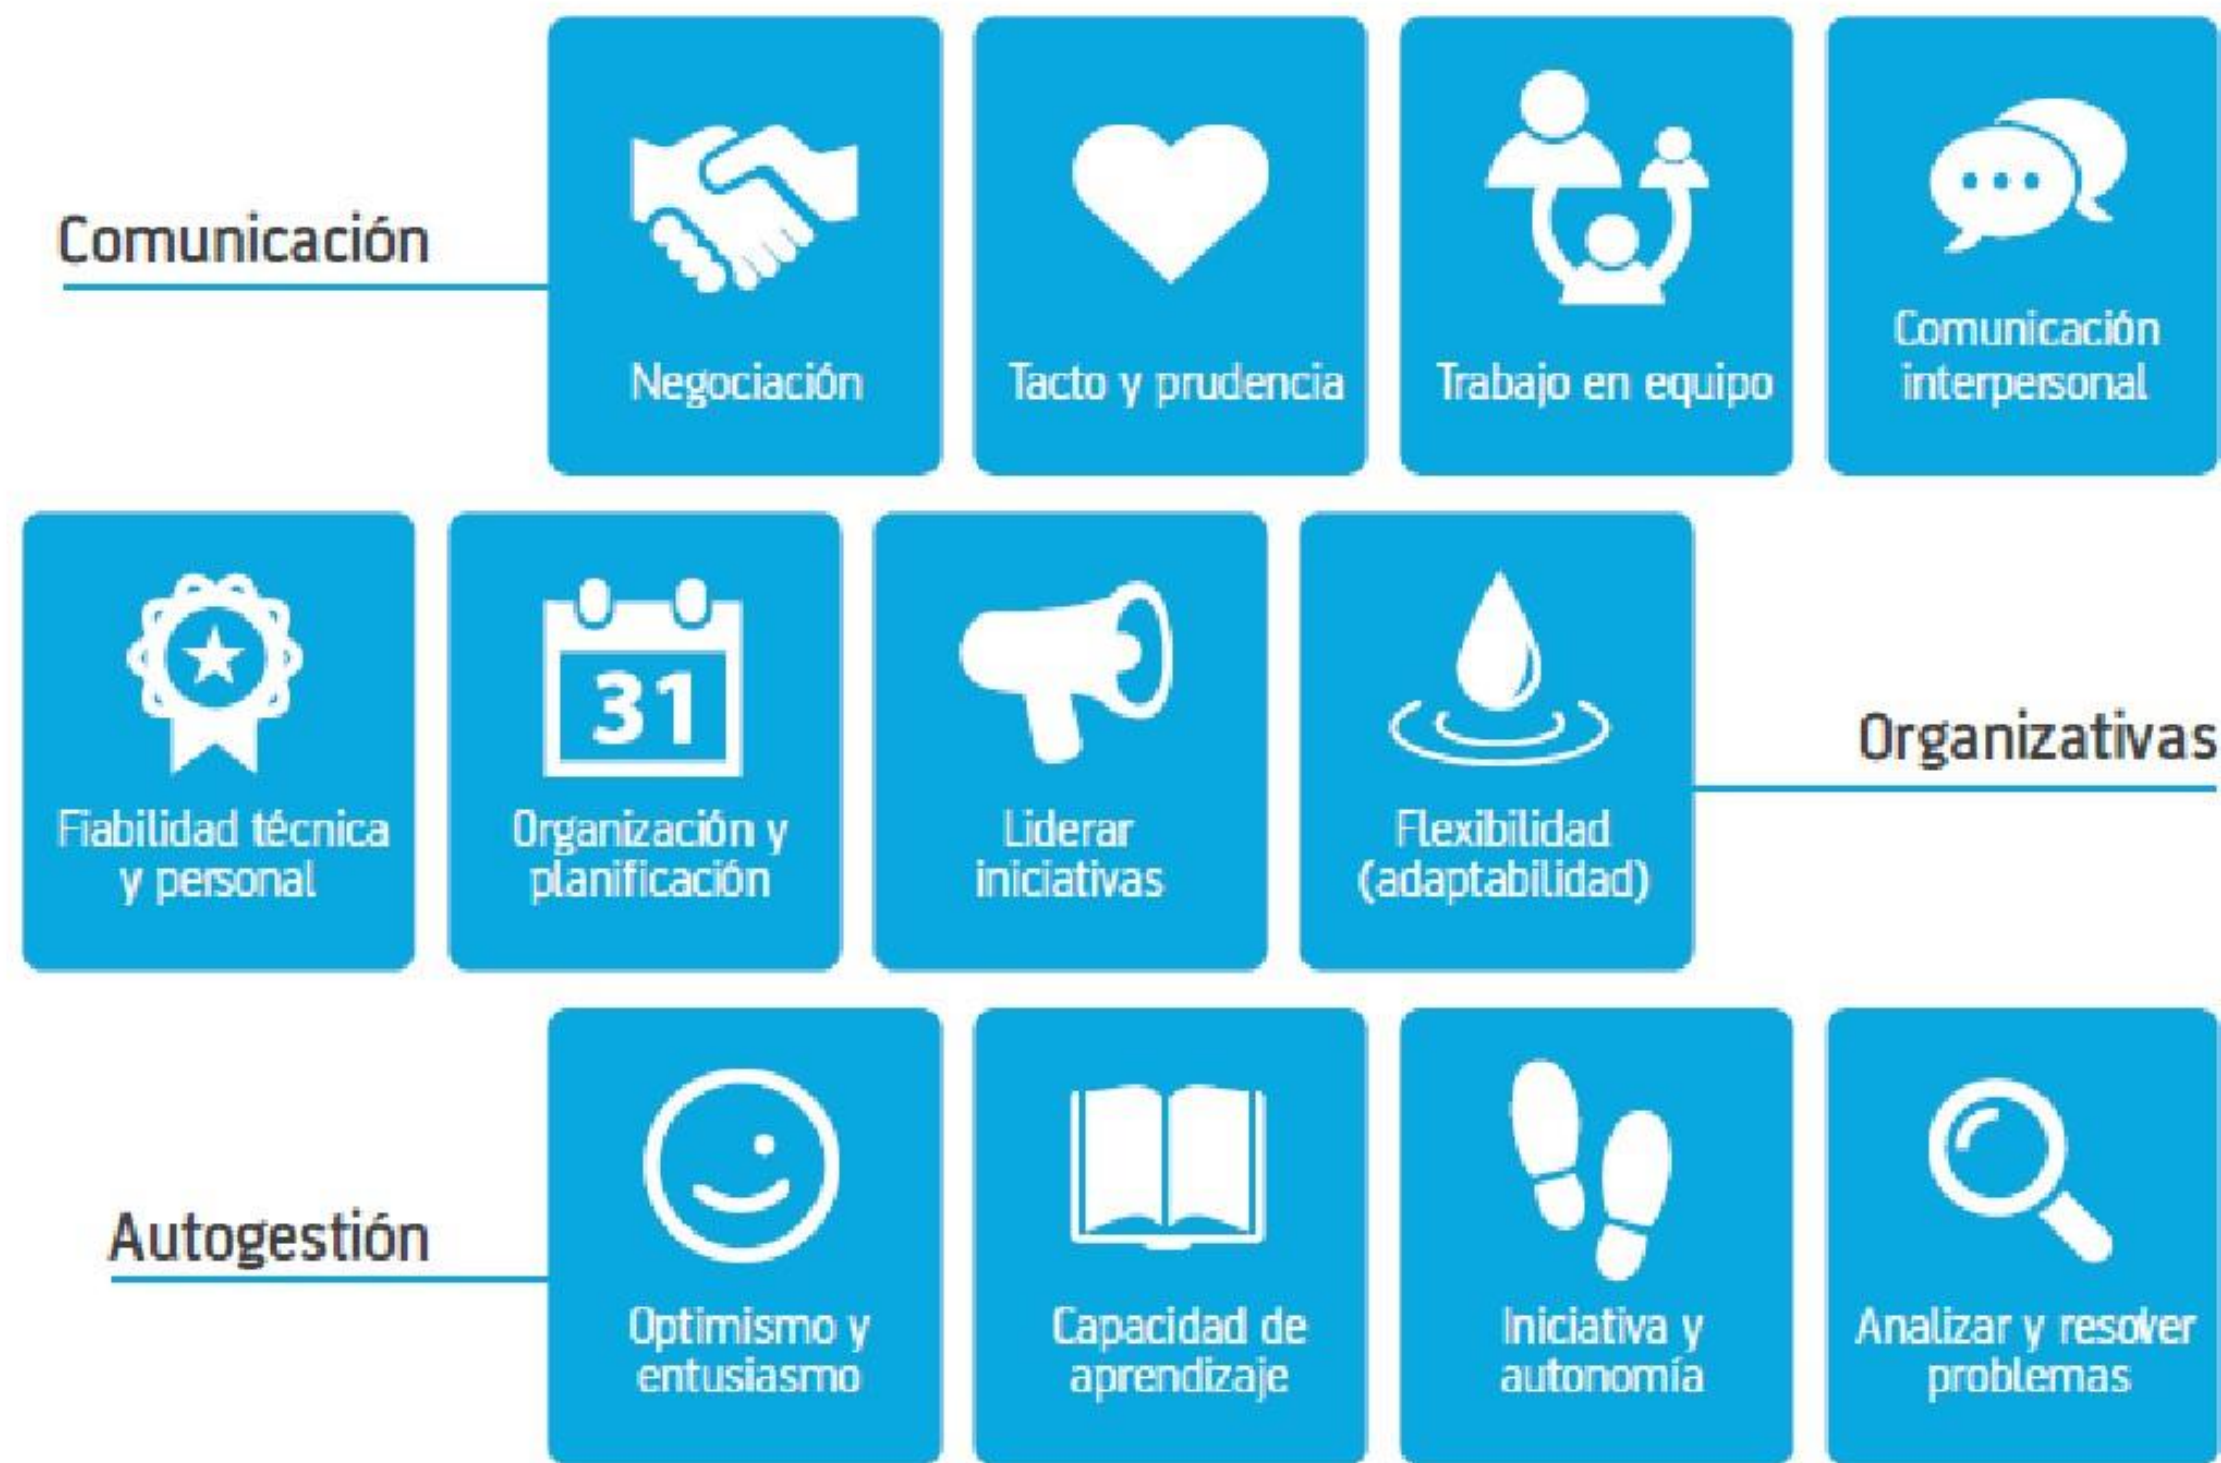 Comunicación
Negociación
Tacto y prudencia
Trabajo en equipo
Comunicación
interpersonal
Fiabilidad técnica
y personal
31
Organización y
planificación
Liderar
iniciativas
Flexibilidad
(adaptabilidad)
Organizativas
Autogestión
Optimismo y
entusiasmo
Capacidad de
aprendizaje
Iniciativa y
autonomía
Analizar y resolver
problemas